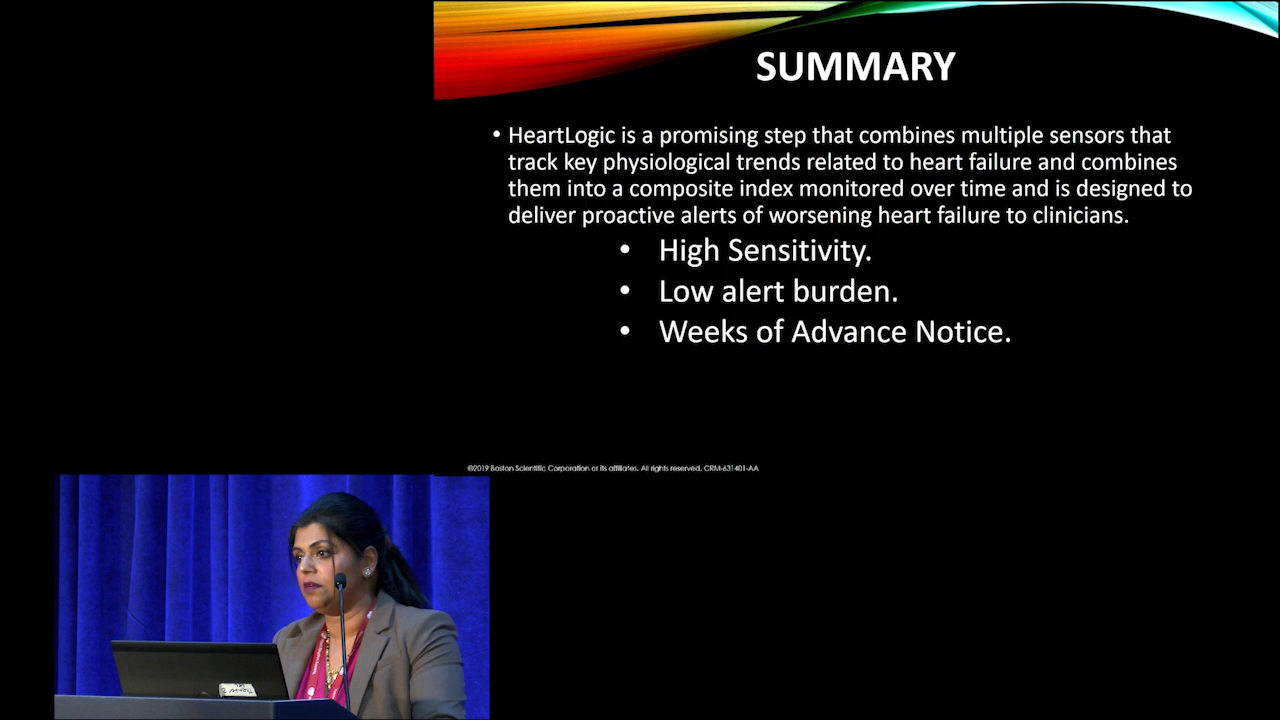 SUMMARY
• HeartLogic is a promising step that combines multiple sensors that
track key physiological trends related to heart failure and combines
them into a composite index monitored over time and is designed to
deliver proactive alerts of worsening heart failure to clinicians.
• High Sensitivity.
• Low alert burden.
• Weeks of Advance Notice.
©2019 Boston Scientific Corporation or its affiliates. All rights reserved. CRM-631401-AA